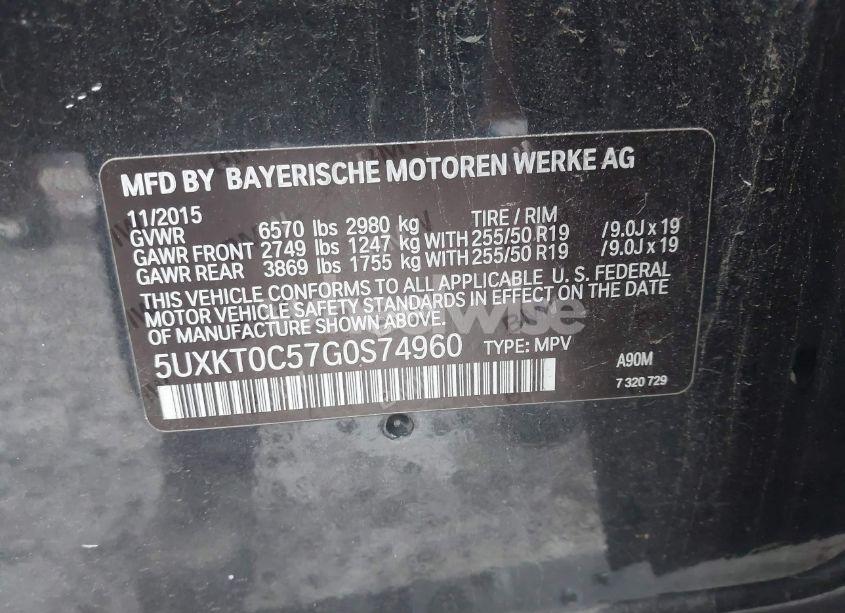 MFD BY BAYERISCHE MOTOREN WERKE AG
11/2015 TIRE / RIM
GVWR 6570 lbs 2980 kg
GAWR FRONT 2749 lbs 1247 kg WITH 255/50 R19 /9.0J x 19
GAWR REAR 3869 lbs 1755 kg WITH 255/50 R19 /9.0J x 19
THIS VEHICLE CONFORMS TO ALL APPLICABLE U. S. FEDERAL
MOTOR VEHICLE SAFETY STANDARDS IN EFFECT ON THE DATE
OF MANUFACTURE SHOWN ABOVE.
5UXKT0C57G0S74960 TYPE: MPV A90M
7 320 729